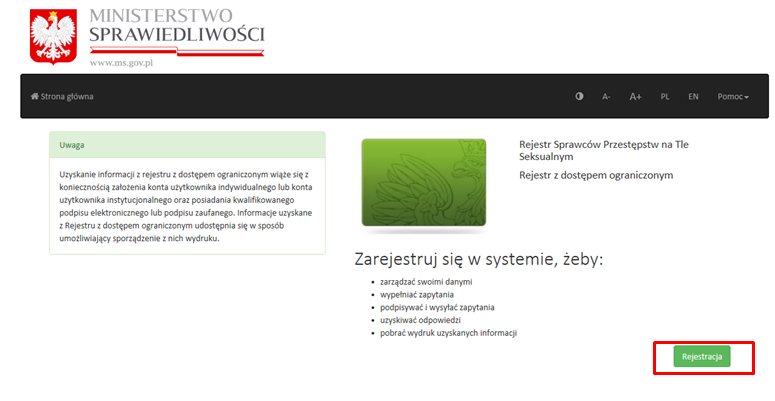 MINISTERSTWO
SPRAWIEDLIWOŚCI
www.ms.gov.pl
Strona główna
A-
A+
PL
EN
Pomoc
Uwaga
Uzyskanie informacji z rejestru z dostępem ograniczonym wiąże się z
koniecznością założenia konta użytkownika indywidualnego lub konta
użytkownika instytucjonalnego oraz posiadania kwalifikowanego
podpisu elektronicznego lub podpisu zaufanego. Informacje uzyskane
z Rejestru z dostępem ograniczonym udostępnia się w sposób
umożliwiający sporządzenie z nich wydruku.
Rejestr Sprawców Przestępstw na Tle
Seksualnym
Rejestr z dostępem ograniczonym
Zarejestruj się w systemie, żeby:
zarządzać swoimi danymi
wypełniać zapytania
podpisywać i wysyłać zapytania
uzyskiwać odpowiedzi
pobrać wydruk uzyskanych informacji
Rejestracja